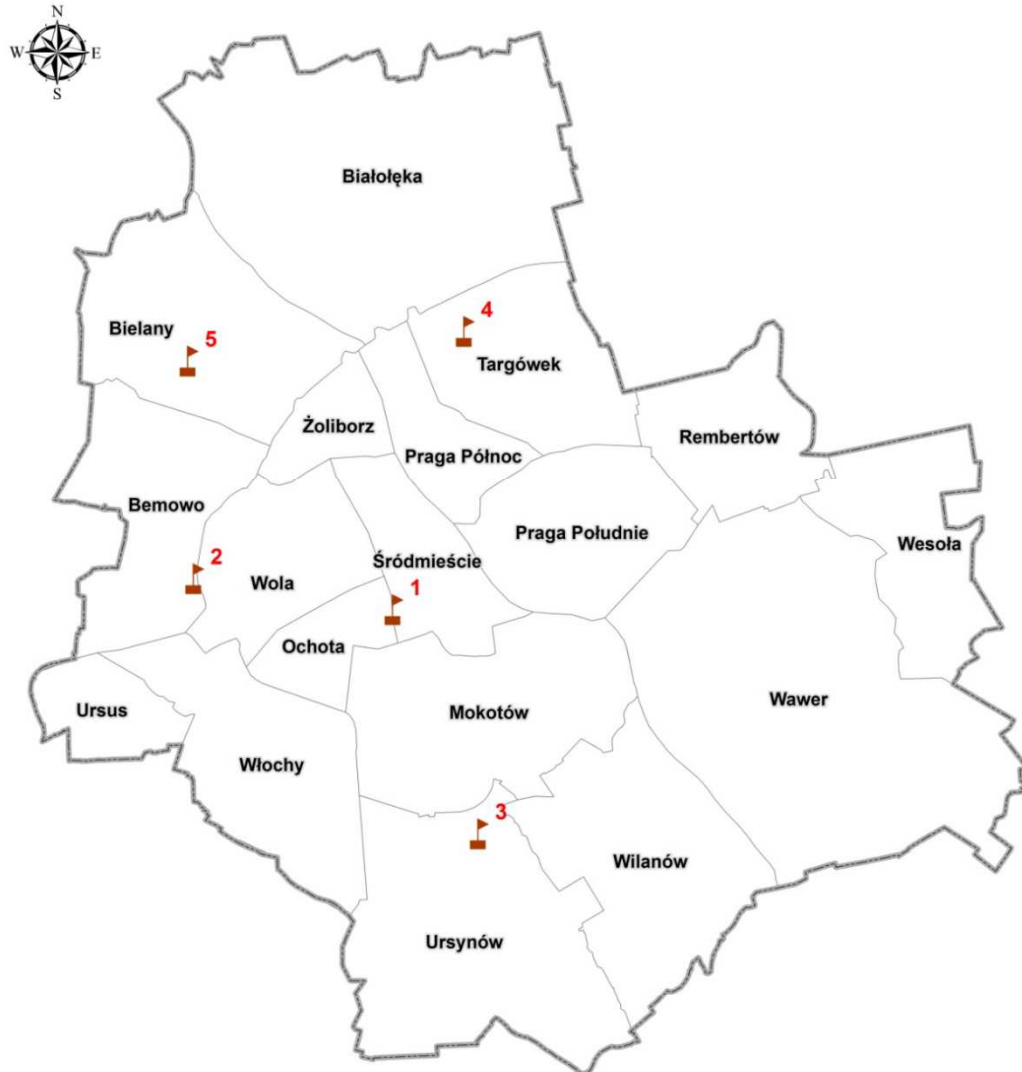 N
W E
S
Białołęka
4
Bielany
5
Targówek
Żoliborz
Rembertów
Praga Północ
Bemowo
Praga Południe
Wesoła
2
Śródmieście
Wola
1
Ochota
Wawer
Ursus
Mokotów
Włochy
3
Wilanów
Ursynów